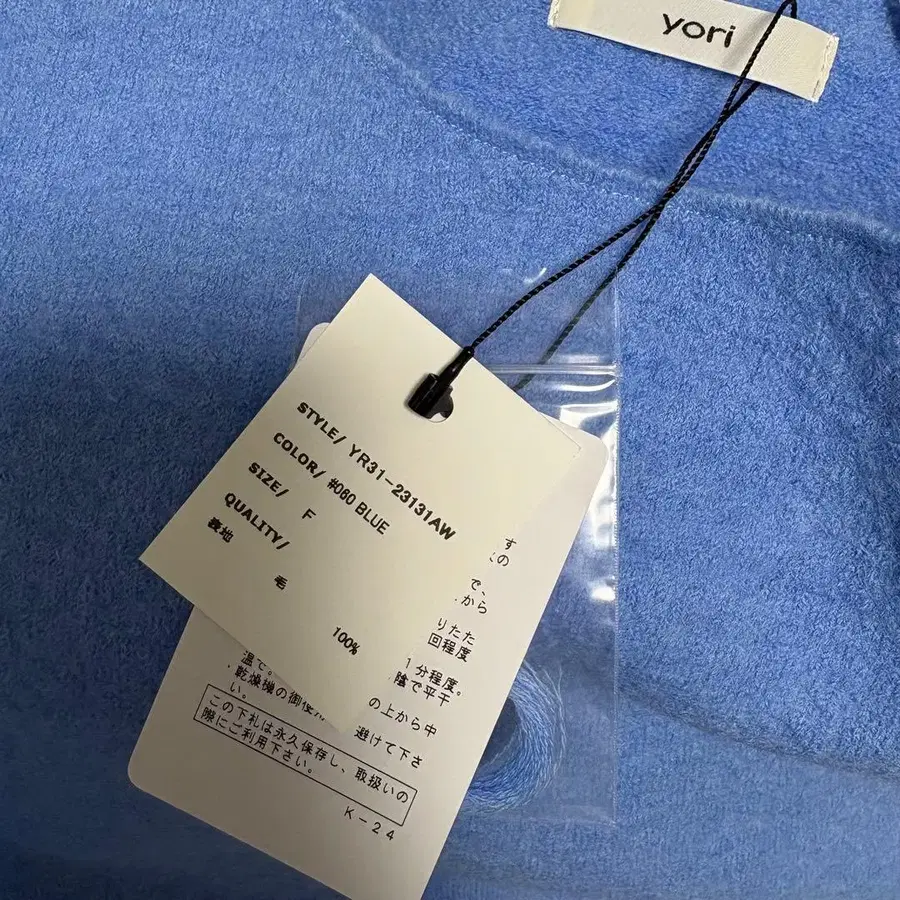 yori
STYLE/ YR31-23131AW
COLOR/ #060 BLUE
SIZE/ F
QUALITY/
表地
毛 100%
す
の
で、
から
りたた
回程度
1分程度。
温で。 陰で平干
・乾燥機の御使 の上から中
い。 避けて下さ
この下札は永久保存し、取扱いの
際にご利用下さい。
K-24